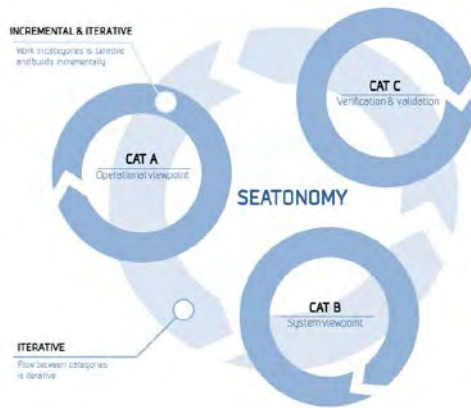 INCREMENTAL & ITERATIVE
Work in categories is iterative
and builds incrementally
CAT C
Verification & validation
CAT A
Operational viewpoint
SEATONOMY
CAT B
System viewpoint
ITERATIVE
Flow between categories
is iterative